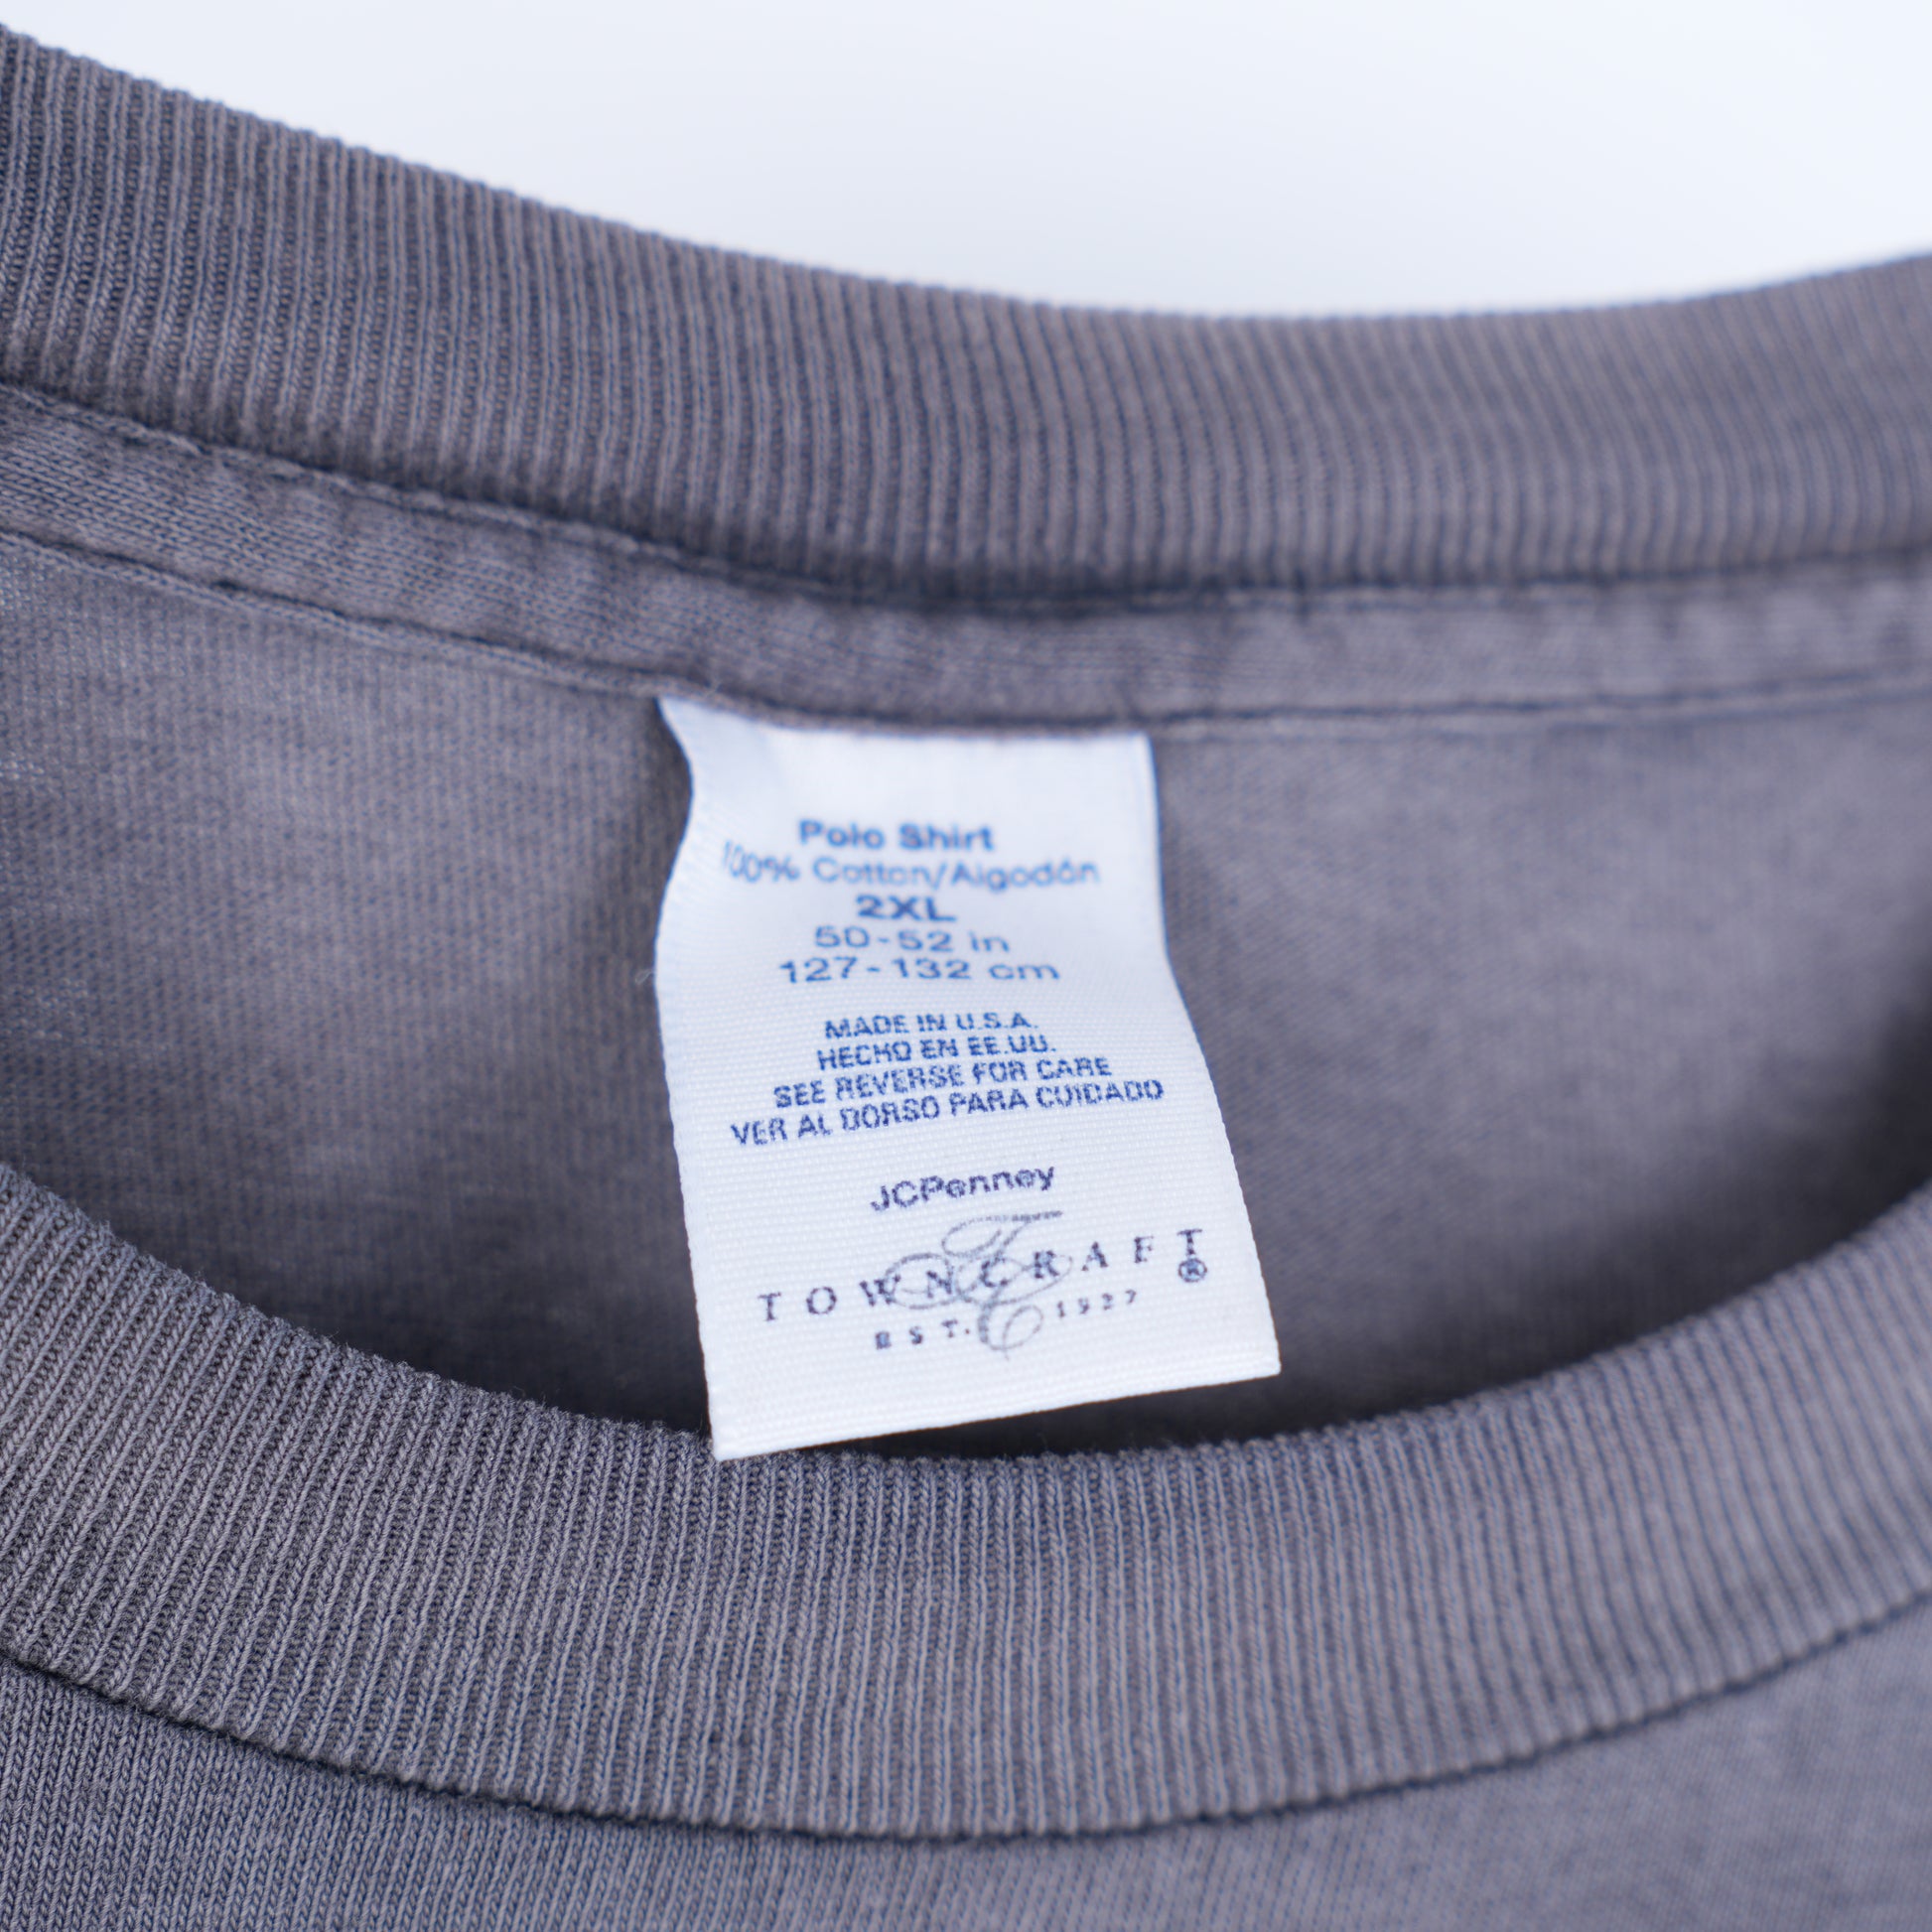 Polo Shirt
100% Cotton/Algodón
2XL
50-52 in
127-132 cm
MADE IN U.S.A.
HECHO EN EE.UU.
SEE REVERSE FOR CARE
VER AL DORSO PARA CUIDADO
JCPenney
TOWNCRAFT®
EST. 1927